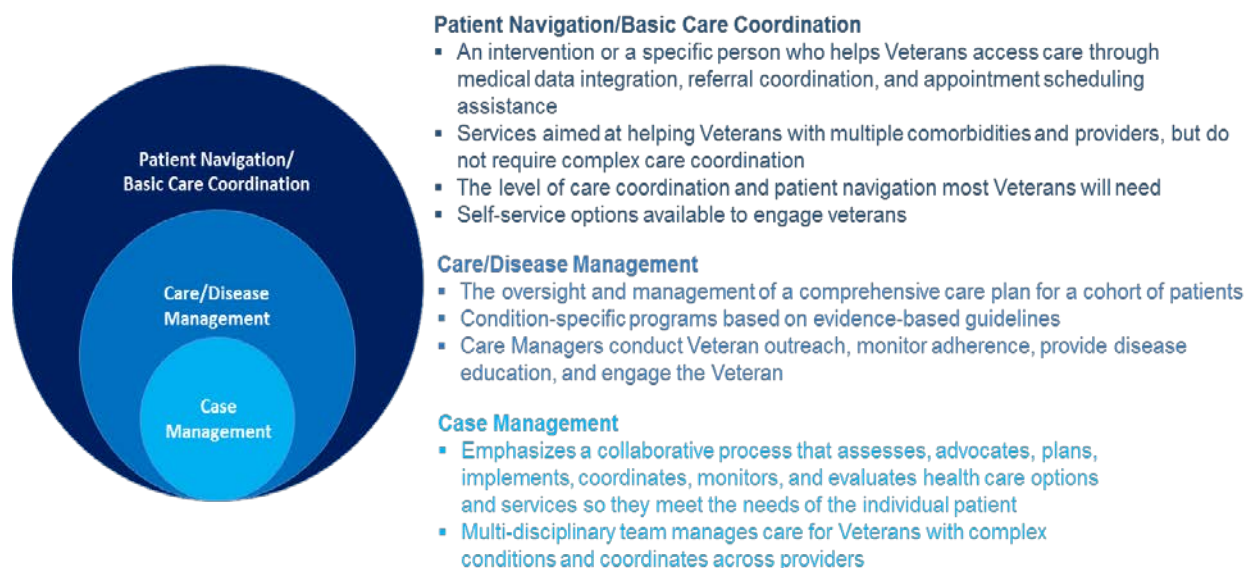 Patient Navigation/
Basic Care Coordination
Care/Disease
Management
Case
Management
Patient Navigation/Basic Care Coordination
▪ An intervention or a specific person who helps Veterans access care through
medical data integration, referral coordination, and appointment scheduling
assistance
▪ Services aimed at helping Veterans with multiple comorbidities and providers, but do
not require complex care coordination
▪ The level of care coordination and patient navigation most Veterans will need
▪ Self-service options available to engage veterans
Care/Disease Management
▪ The oversight and management of a comprehensive care plan for a cohort of patients
▪ Condition-specific programs based on evidence-based guidelines
▪ Care Managers conduct Veteran outreach, monitor adherence, provide disease
education, and engage the Veteran
Case Management
▪ Emphasizes a collaborative process that assesses, advocates, plans,
implements, coordinates, monitors, and evaluates health care options
and services so they meet the needs of the individual patient
▪ Multi-disciplinary team manages care for Veterans with complex
conditions and coordinates across providers